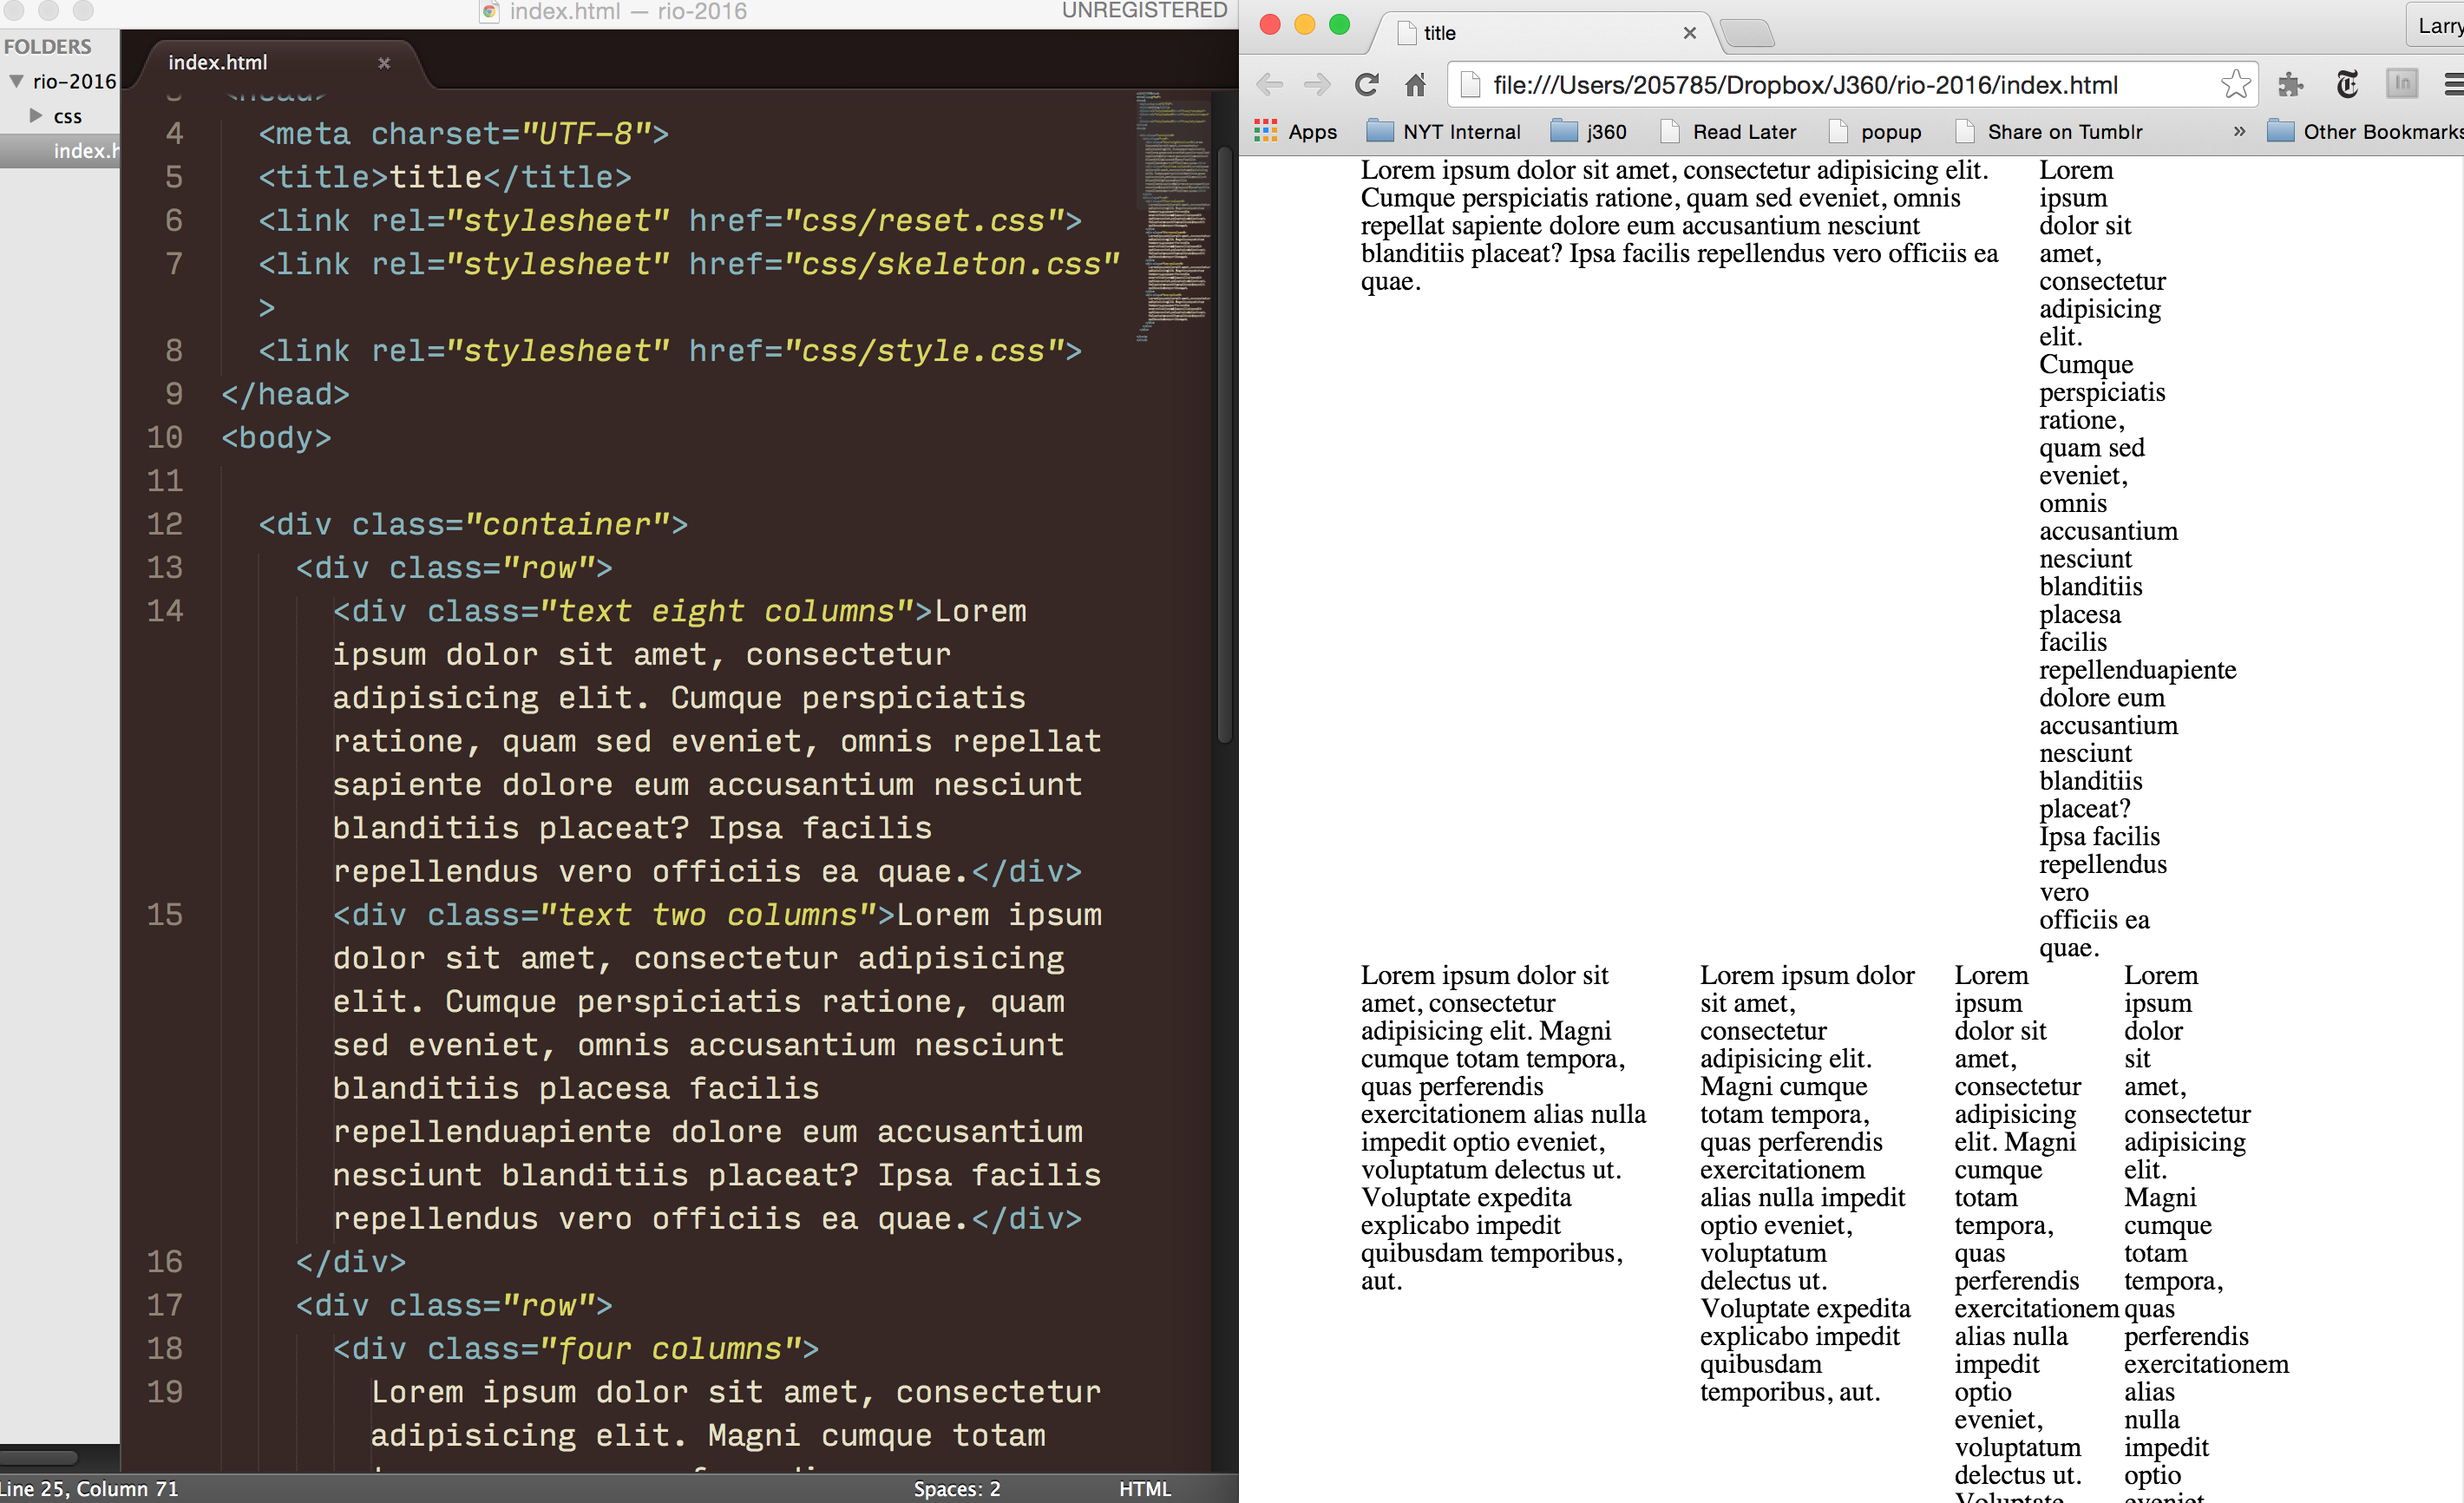 index.html — rio-2016
UNREGISTERED
FOLDERS
rio-2016
css
index.h
index.html
3 <head>
4 <meta charset="UTF-8">
5 <title>title</title>
6 <link rel="stylesheet" href="css/reset.css">
7 <link rel="stylesheet" href="css/skeleton.css"
>
8 <link rel="stylesheet" href="css/style.css">
9 </head>
10 <body>
11
12 <div class="container">
13 <div class="row">
14 <div class="text eight columns">Lorem
ipsum dolor sit amet, consectetur
adipisicing elit. Cumque perspiciatis
ratione, quam sed eveniet, omnis repellat
sapiente dolore eum accusantium nesciunt
blanditiis placeat? Ipsa facilis
repellendus vero officiis ea quae.</div>
15 <div class="text two columns">Lorem ipsum
dolor sit amet, consectetur adipisicing
elit. Cumque perspiciatis ratione, quam
sed eveniet, omnis accusantium nesciunt
blanditiis placesa facilis
repellenduapiente dolore eum accusantium
nesciunt blanditiis placeat? Ipsa facilis
repellendus vero officiis ea quae.</div>
16 </div>
17 <div class="row">
18 <div class="four columns">
19 Lorem ipsum dolor sit amet, consectetur
adipisicing elit. Magni cumque totam
Line 25, Column 71
Spaces: 2
HTML
title
Larry
file:///Users/205785/Dropbox/J360/rio-2016/index.html
Apps
NYT Internal
j360
Read Later
popup
Share on Tumblr
»
Other Bookmarks
Lorem ipsum dolor sit amet, consectetur adipisicing elit.
Cumque perspiciatis ratione, quam sed eveniet, omnis
repellat sapiente dolore eum accusantium nesciunt
blanditiis placeat? Ipsa facilis repellendus vero officiis ea
quae.
Lorem
ipsum
dolor sit
amet,
consectetur
adipisicing
elit.
Cumque
perspiciatis
ratione,
quam sed
eveniet,
omnis
accusantium
nesciunt
blanditiis
placesa
facilis
repellenduapiente
dolore eum
accusantium
nesciunt
blanditiis
placeat?
Ipsa facilis
repellendus
vero
officiis ea
quae.
Lorem ipsum dolor sit
amet, consectetur
adipisicing elit. Magni
cumque totam tempora,
quas perferendis
exercitationem alias nulla
impedit optio eveniet,
voluptatum delectus ut.
Voluptate expedita
explicabo impedit
quibusdam temporibus,
aut.
Lorem ipsum dolor
sit amet,
consectetur
adipisicing elit.
Magni cumque
totam tempora,
quas perferendis
exercitationem
alias nulla impedit
optio eveniet,
voluptatum
delectus ut.
Voluptate expedita
explicabo impedit
quibusdam
temporibus, aut.
Lorem
ipsum
dolor sit
amet,
consectetur
adipisicing
elit. Magni
cumque
totam
tempora,
quas
perferendis
exercitationem
alias nulla
impedit
optio
eveniet,
voluptatum
delectus ut.
Voluptate
Lorem
ipsum
dolor
sit
amet,
consectetur
adipisicing
elit.
Magni
cumque
totam
tempora,
quas
perferendis
exercitationem
alias
nulla
impedit
optio
eveniet